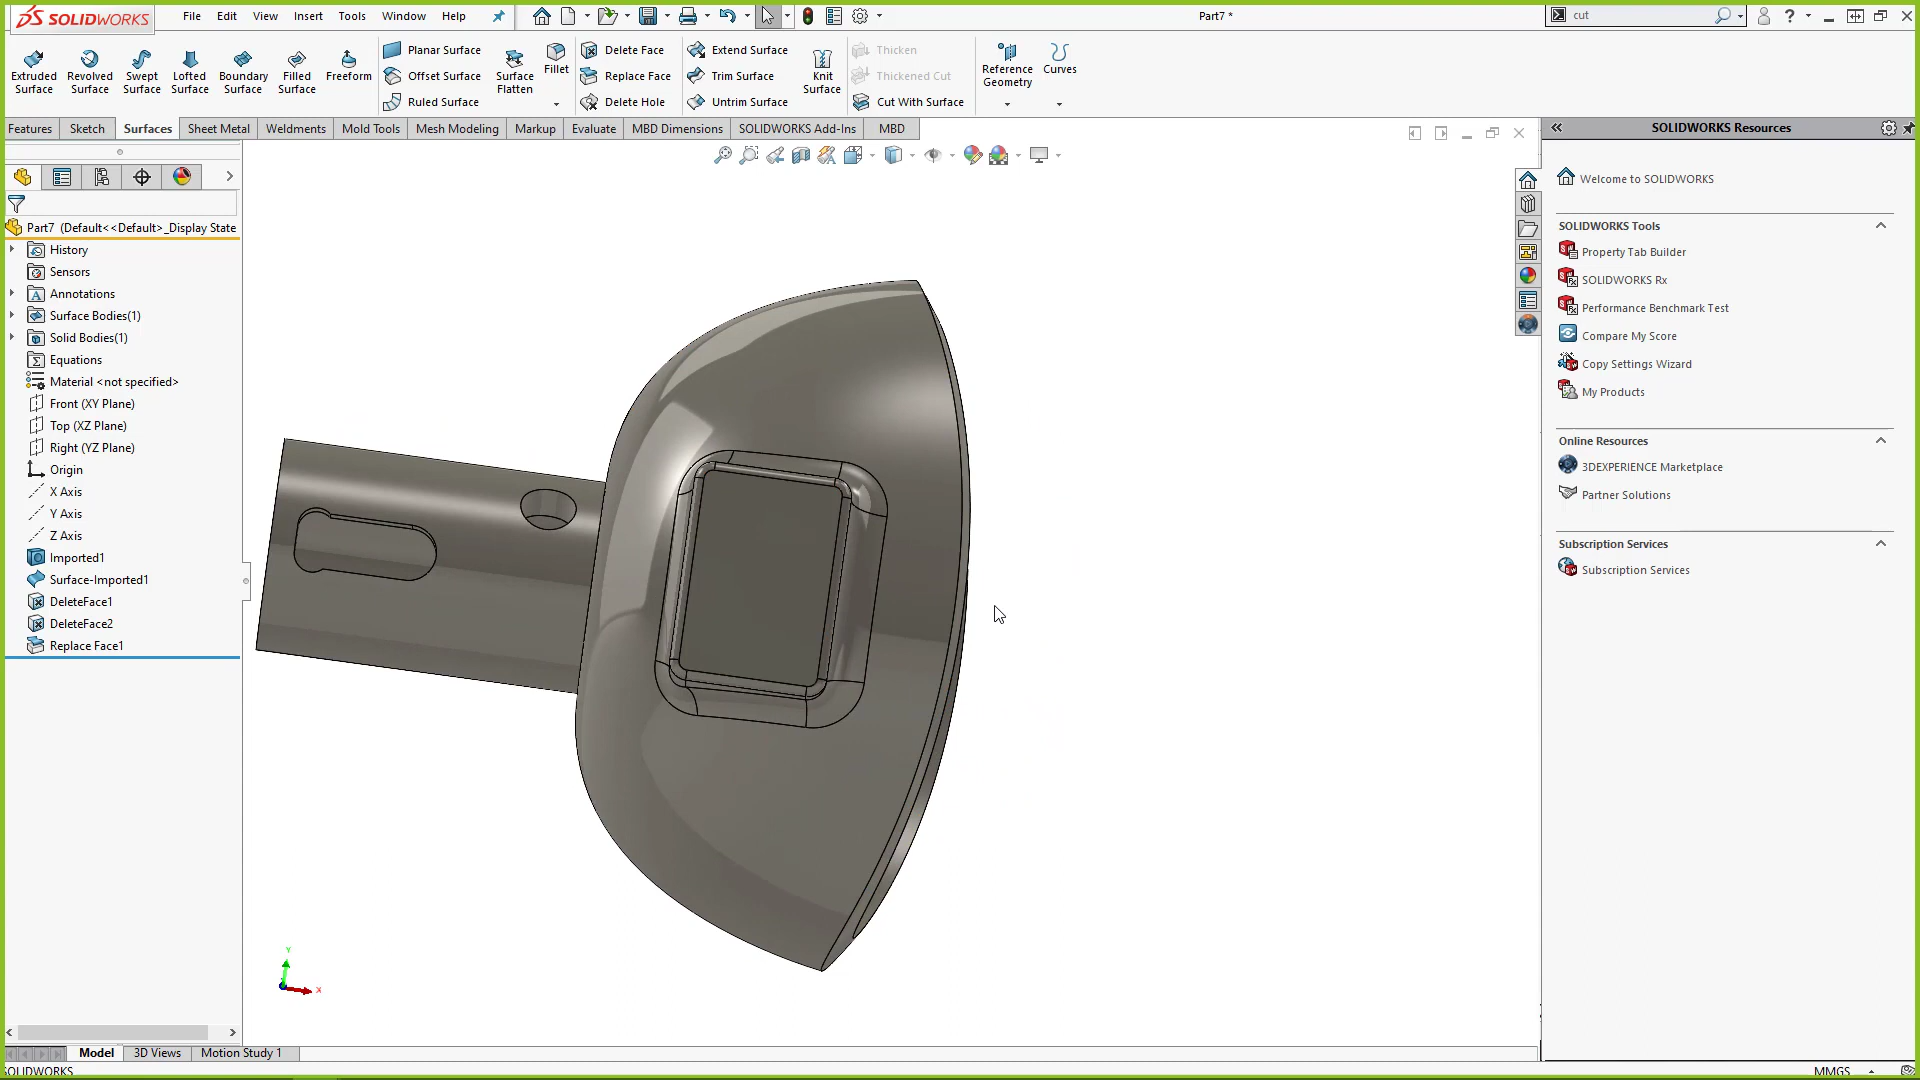 SOLIDWORKS File Edit View Insert Tools Window Help Part7 * cut
Extruded Surface
Revolved Surface
Swept Surface
Lofted Surface
Boundary Surface
Filled Surface
Freeform
Planar Surface
Offset Surface
Ruled Surface
Surface Flatten
Fillet
Delete Face
Replace Face
Delete Hole
Extend Surface
Trim Surface
Untrim Surface
Knit Surface
Thicken
Thickened Cut
Cut With Surface
Reference Geometry
Curves
Features Sketch Surfaces Sheet Metal Weldments Mold Tools Mesh Modeling Markup Evaluate MBD Dimensions SOLIDWORKS Add-Ins MBD
Part7 (Default<<Default>_Display State
History
Sensors
Annotations
Surface Bodies(1)
Solid Bodies(1)
Equations
Material <not specified>
Front (XY Plane)
Top (XZ Plane)
Right (YZ Plane)
Origin
X Axis
Y Axis
Z Axis
Imported1
Surface-Imported1
DeleteFace1
DeleteFace2
Replace Face1
Y
X
SOLIDWORKS Resources
Welcome to SOLIDWORKS
SOLIDWORKS Tools
Property Tab Builder
SOLIDWORKS Rx
Performance Benchmark Test
Compare My Score
Copy Settings Wizard
My Products
Online Resources
3DEXPERIENCE Marketplace
Partner Solutions
Subscription Services
Subscription Services
Model 3D Views Motion Study 1
SOLIDWORKS MMGS